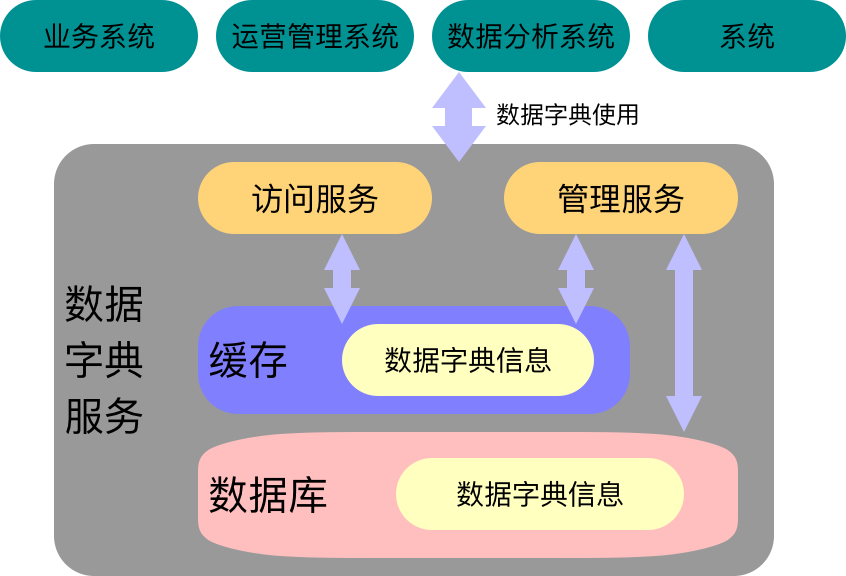 业务系统
运营管理系统
数据分析系统
系统
数据字典使用
访问服务
管理服务
数据
字典
服务
缓存
数据字典信息
数据库
数据字典信息